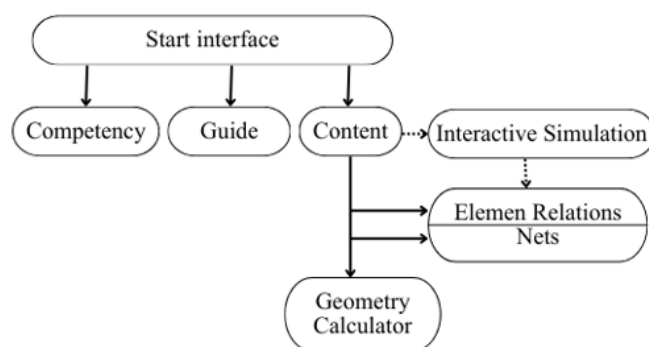 Start interface
Competency
Guide
Content
Interactive Simulation
Elemen Relations
Nets
Geometry
Calculator